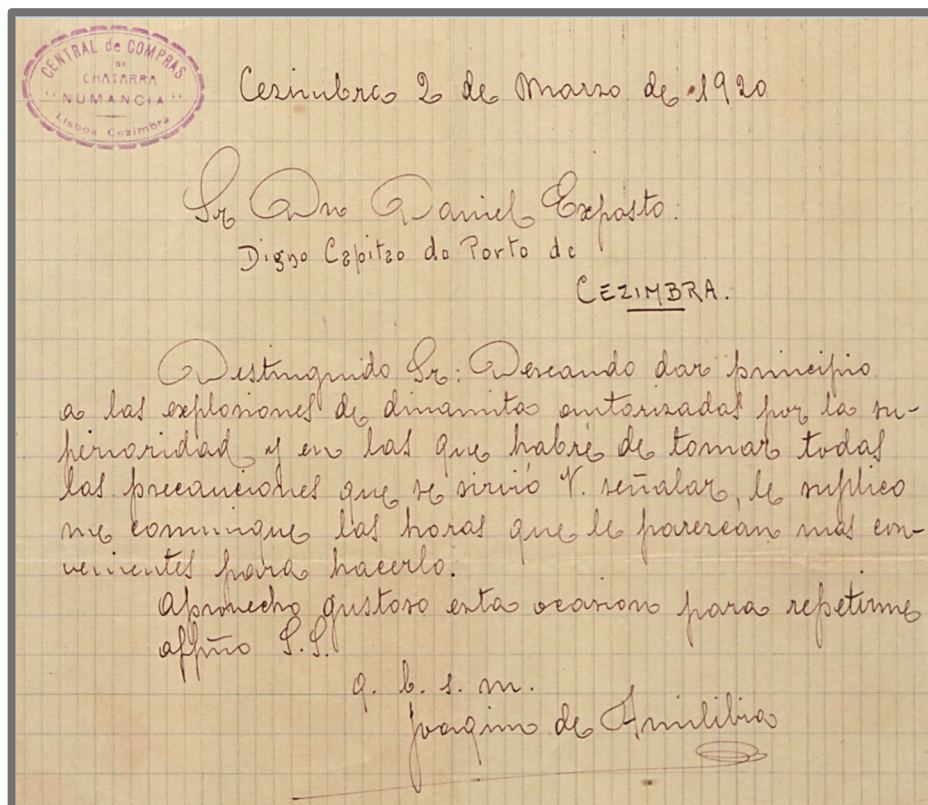 CENTRAL de COMPRAS
DE
CHATARRA
"NUMANCIA"
Lisboa Cezimbra
Cezimbra 2 de Marzo de 1920
Sr Dn Daniel Exposto:
Digno Capitão do Porto de
CEZIMBRA.
Distinguido Sr: Deseando dar principio
a las explosiones de dinamita autorizadas por la su-
perioridad y en las que habré de tomar todas
las precauciones que se sirvió V. señalar, le suplico
me comunique las horas que le parezcan mas con-
venientes para hacerlo.
Aprovecho gustoso esta ocasion para repetirme
affmo S.S.
q. b. s. m.
Joaquin de Amilibia